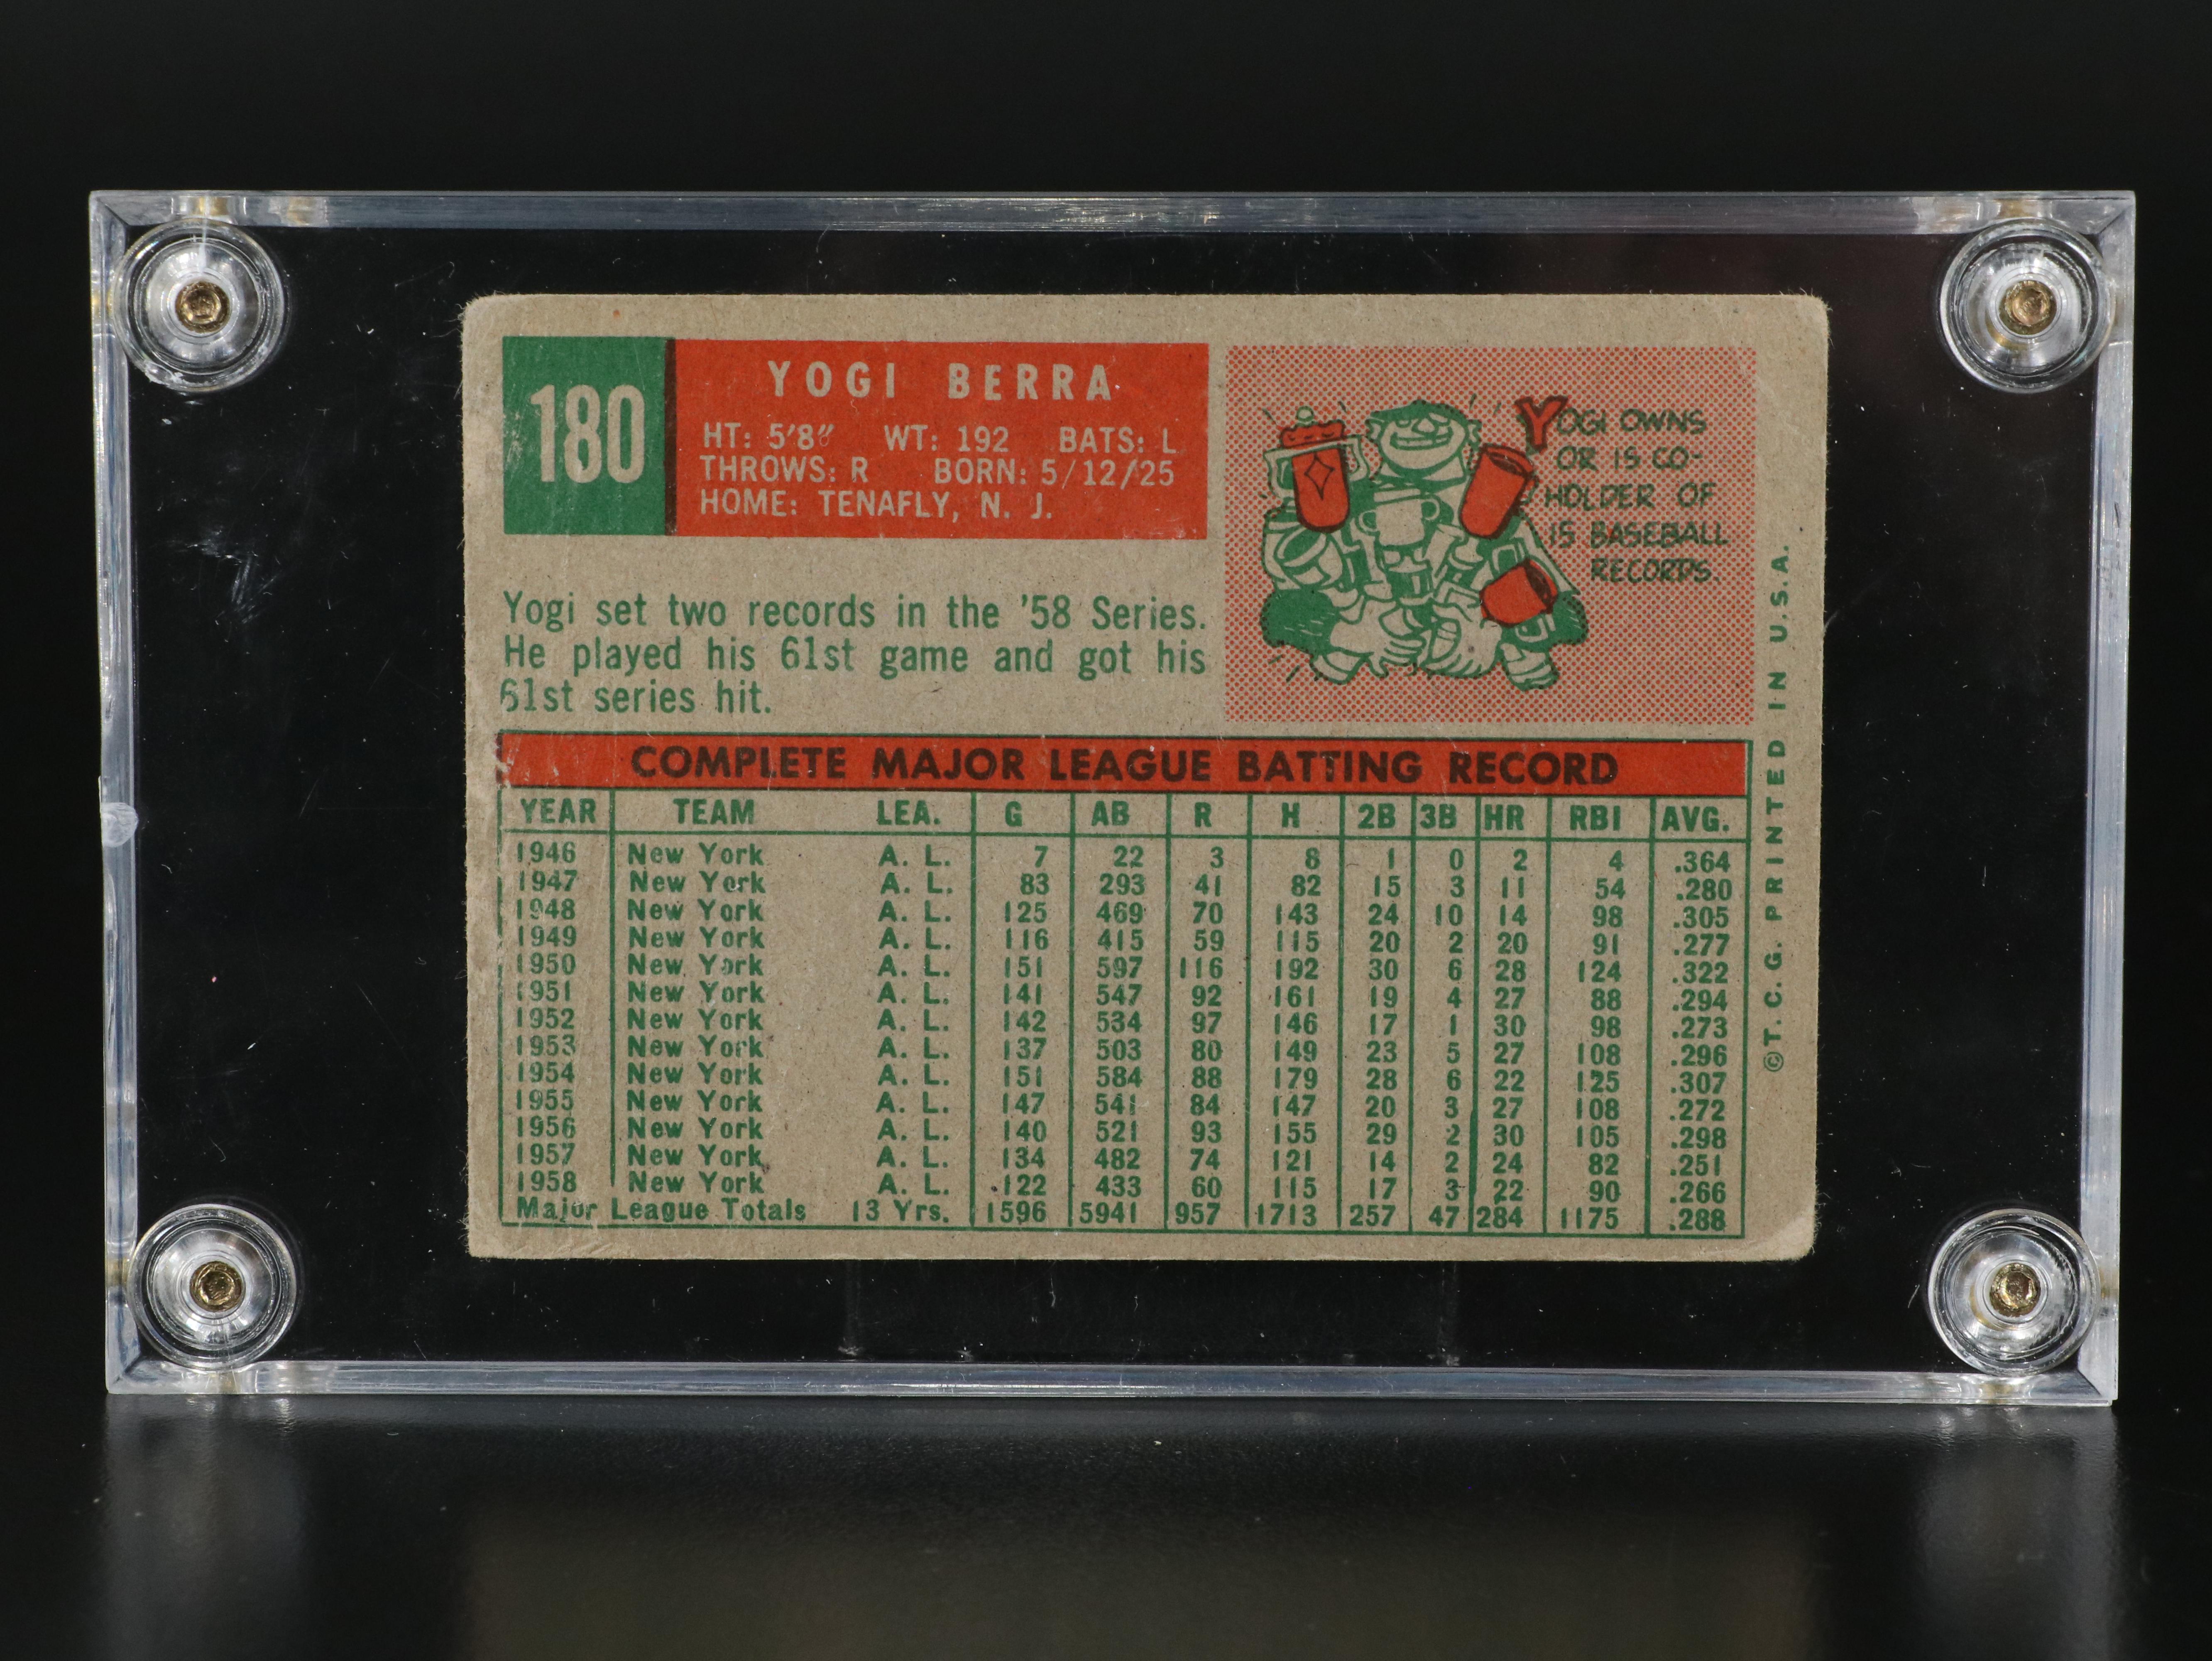 180
YOGI BERRA
HT: 5'8" WT: 192 BATS: L
THROWS: R BORN: 5/12/25
HOME: TENAFLY, N. J.
YOGI OWNS
OR IS CO-
HOLDER OF
15 BASEBALL
RECORDS.
Yogi set two records in the '58 Series.
He played his 61st game and got his
61st series hit.
COMPLETE MAJOR LEAGUE BATTING RECORD
YEAR TEAM LEA. G AB R H 2B 3B HR RBI AVG.
1946 New York A. L. 7 22 3 8 1 0 2 4 .364
1947 New York A. L. 83 293 41 82 15 3 11 54 .280
1948 New York A. L. 125 469 70 143 24 10 14 98 .305
1949 New York A. L. 116 415 59 115 20 2 20 91 .277
1950 New York A. L. 151 597 116 192 30 6 28 124 .322
1951 New York A. L. 141 547 92 161 19 4 27 88 .294
1952 New York A. L. 142 534 97 146 17 1 30 98 .273
1953 New York A. L. 137 503 80 149 23 5 27 108 .296
1954 New York A. L. 151 584 88 179 28 6 22 125 .307
1955 New York A. L. 147 541 84 147 20 3 27 108 .272
1956 New York A. L. 140 521 93 155 29 2 30 105 .298
1957 New York A. L. 134 482 74 121 14 2 24 82 .251
1958 New York A. L. 122 433 60 115 17 3 22 90 .266
Major League Totals 13 Yrs. 1596 5941 957 1713 257 47 284 1175 .288
©T. C. G. PRINTED IN U.S.A.